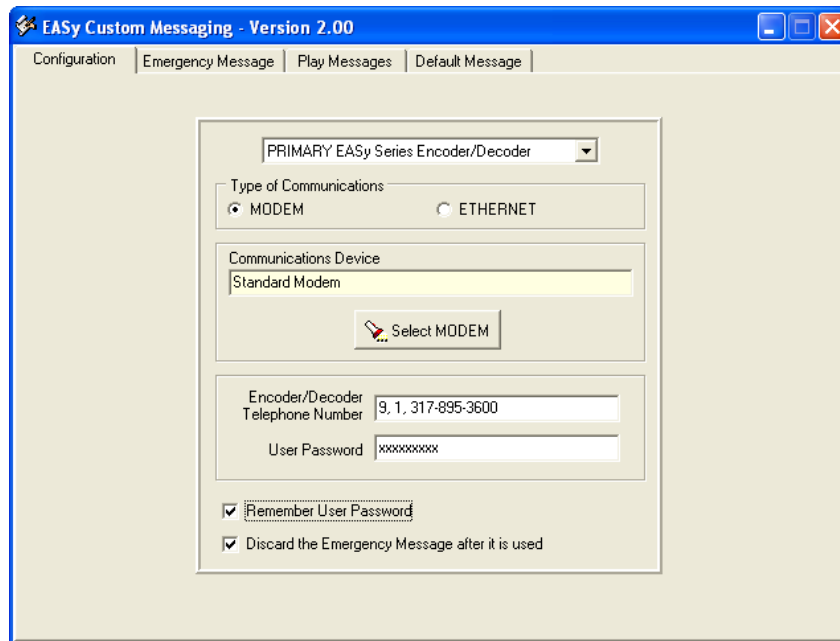 EASy Custom Messaging - Version 2.00
Configuration Emergency Message Play Messages Default Message
PRIMARY EASy Series Encoder/Decoder
Type of Communications
MODEM ETHERNET
Communications Device
Standard Modem
Select MODEM
Encoder/Decoder
Telephone Number 9, 1, 317-895-3600
User Password xxxxxxxxx
Remember User Password
Discard the Emergency Message after it is used